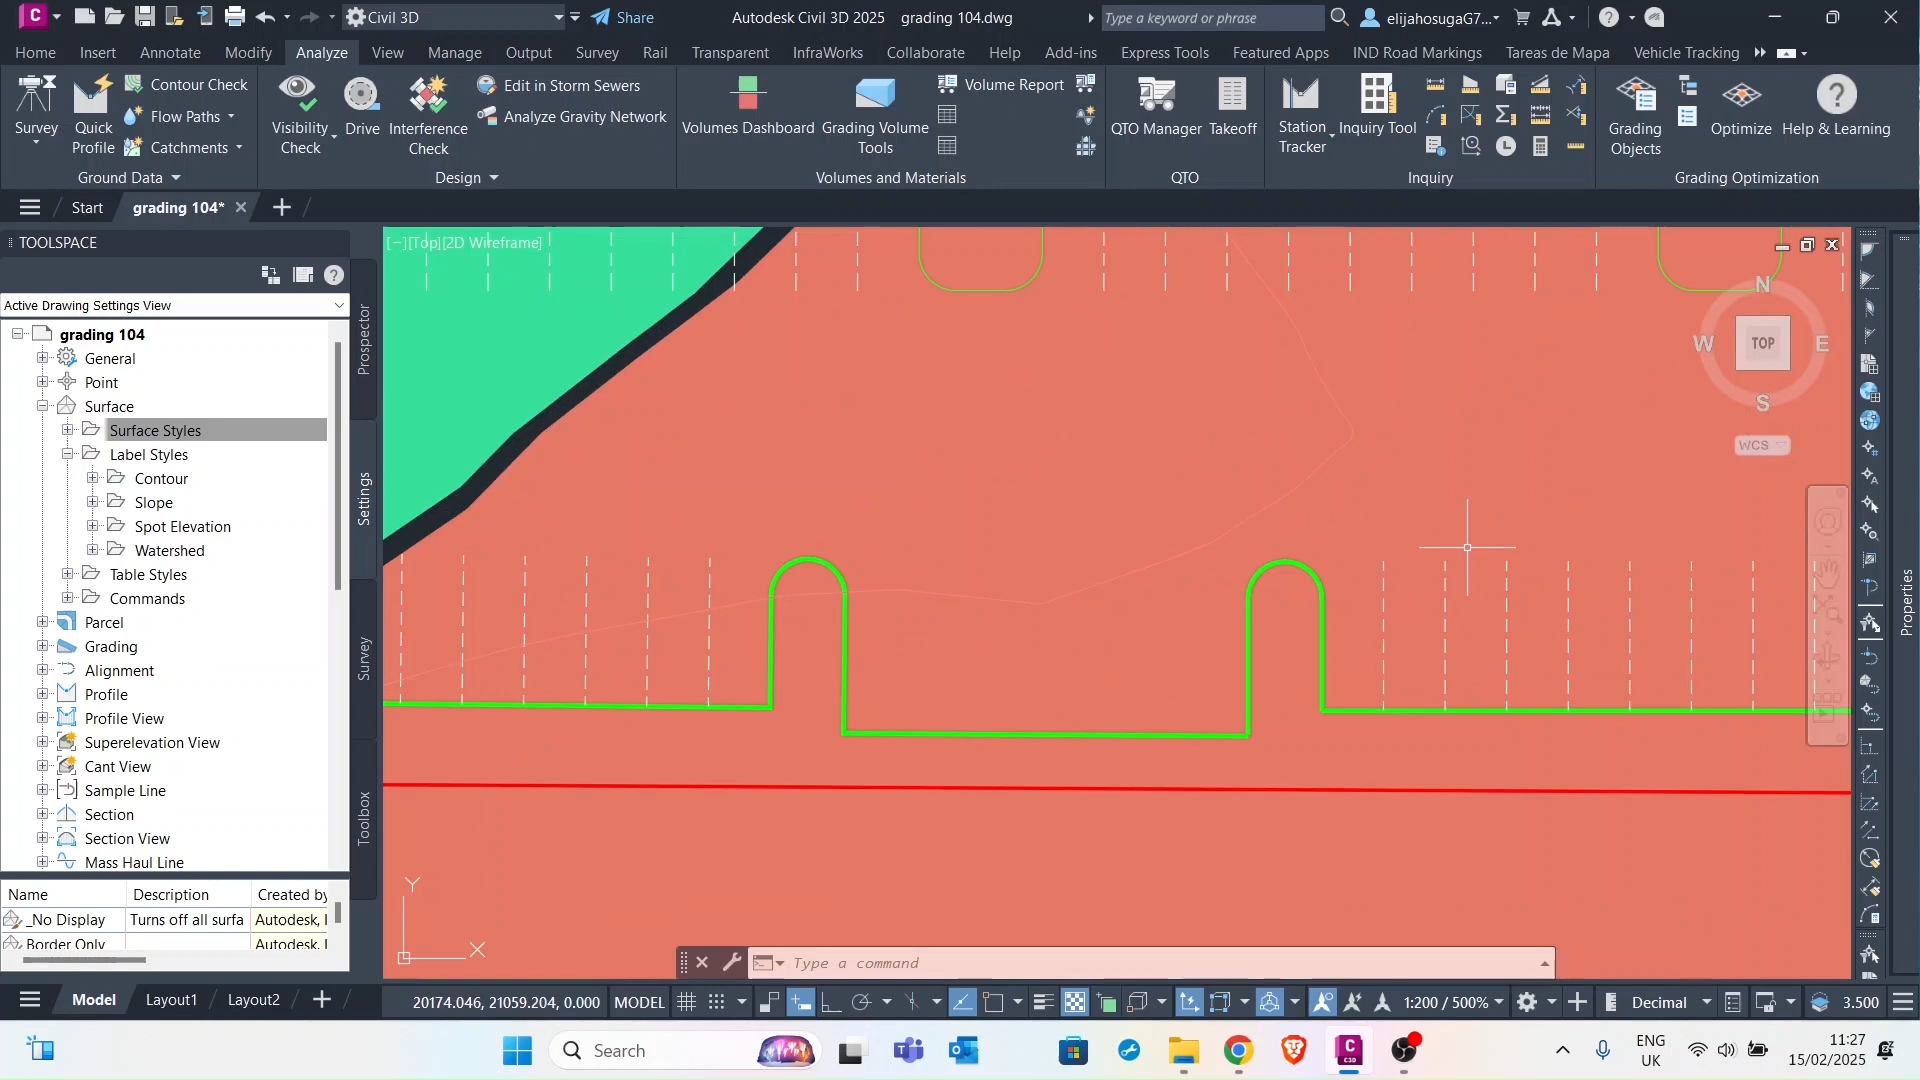 Civil 3D
Share
Autodesk Civil 3D 2025 grading 104.dwg
Type a keyword or phrase
elijahosugaG7...
Home Insert Annotate Modify Analyze View Manage Output Survey Rail Transparent InfraWorks Collaborate Help Add-ins Express Tools Featured Apps IND Road Markings Tareas de Mapa Vehicle Tracking
Survey
Quick Profile
Contour Check
Flow Paths
Catchments
Ground Data
Visibility Check
Drive
Interference Check
Edit in Storm Sewers
Analyze Gravity Network
Design
Volumes Dashboard
Grading Volume Tools
Volume Report
Volumes and Materials
QTO Manager
Takeoff
QTO
Station Tracker
Inquiry Tool
Inquiry
Grading Objects
Optimize
Help & Learning
Grading Optimization
Start
grading 104*
TOOLSPACE
Active Drawing Settings View
grading 104
General
Point
Surface
Surface Styles
Label Styles
Contour
Slope
Spot Elevation
Watershed
Table Styles
Commands
Parcel
Grading
Alignment
Profile
Profile View
Superelevation View
Cant View
Sample Line
Section
Section View
Mass Haul Line
Name Description Created by
_No Display Turns off all surfa Autodesk, I
Border Only Autodesk, I
Prospector
Settings
Survey
Toolbox
[−][Top][2D Wireframe]
N
W TOP E
S
WCS
Properties
Y
X
Type a command
Model Layout1 Layout2
20174.046, 21059.204, 0.000 MODEL
1:200 / 500%
Decimal
3.500
Search
ENG
UK
11:27
15/02/2025